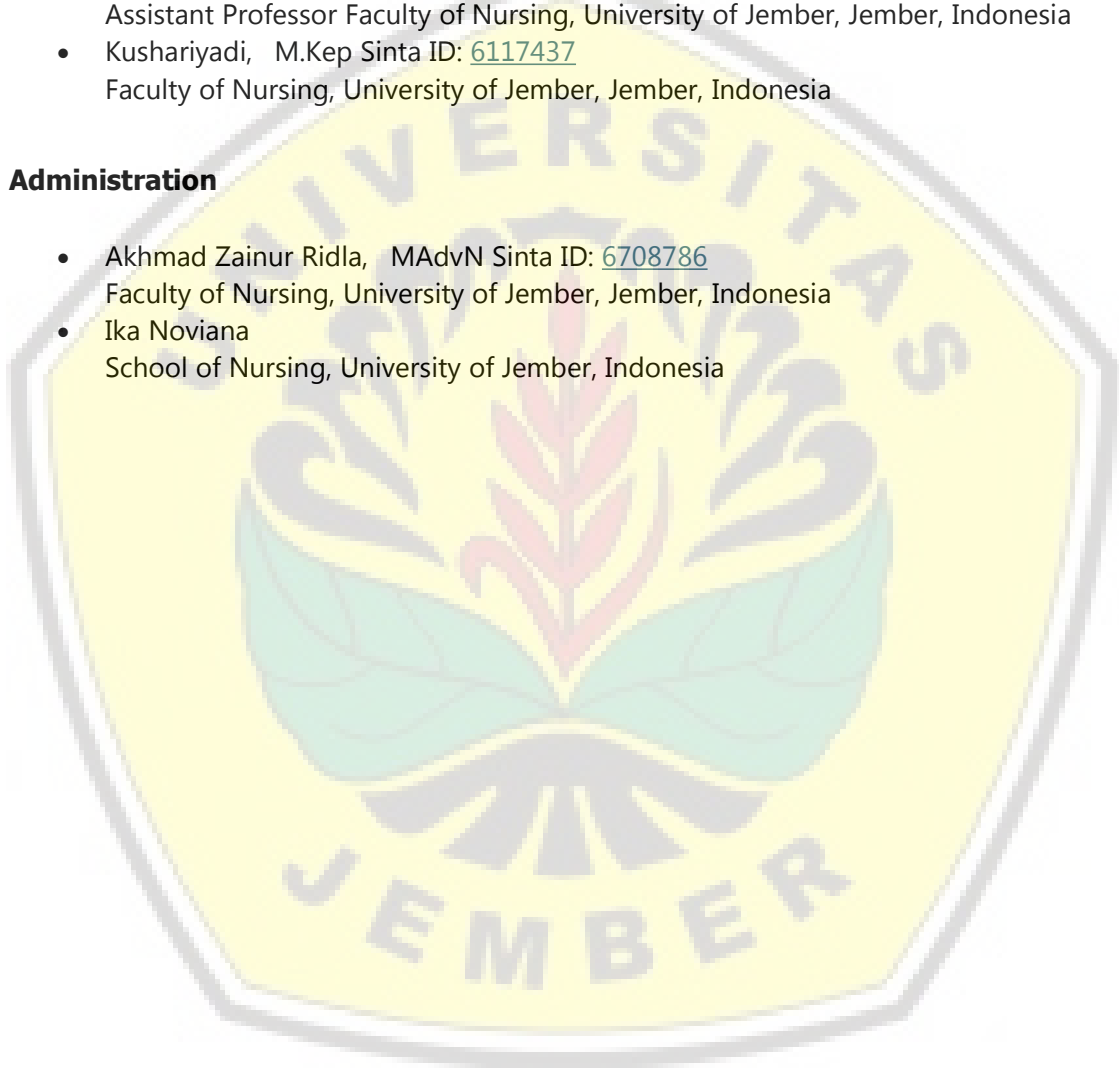 Assistant Professor Faculty of Nursing, University of Jember, Jember, Indonesia
• Kushariyadi, M.Kep Sinta ID: 6117437
Faculty of Nursing, University of Jember, Jember, Indonesia
Administration
• Akhmad Zainur Ridla, MAdvN Sinta ID: 6708786
Faculty of Nursing, University of Jember, Jember, Indonesia
• Ika Noviana
School of Nursing, University of Jember, Indonesia
UNIVERSITAS
JEMBER